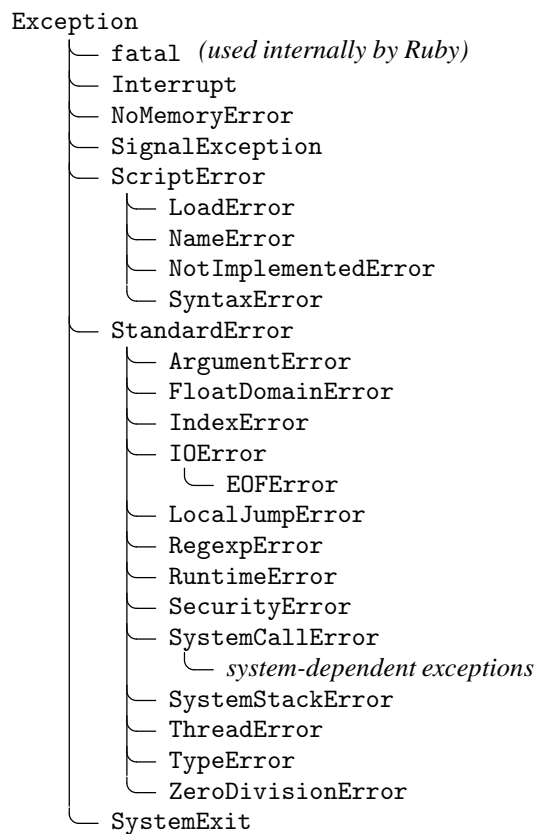 Exception
fatal (used internally by Ruby)
Interrupt
NoMemoryError
SignalException
ScriptError
LoadError
NameError
NotImplementedError
SyntaxError
StandardError
ArgumentError
FloatDomainError
IndexError
IOError
EOFError
LocalJumpError
RegexpError
RuntimeError
SecurityError
SystemCallError
system-dependent exceptions
SystemStackError
ThreadError
TypeError
ZeroDivisionError
SystemExit